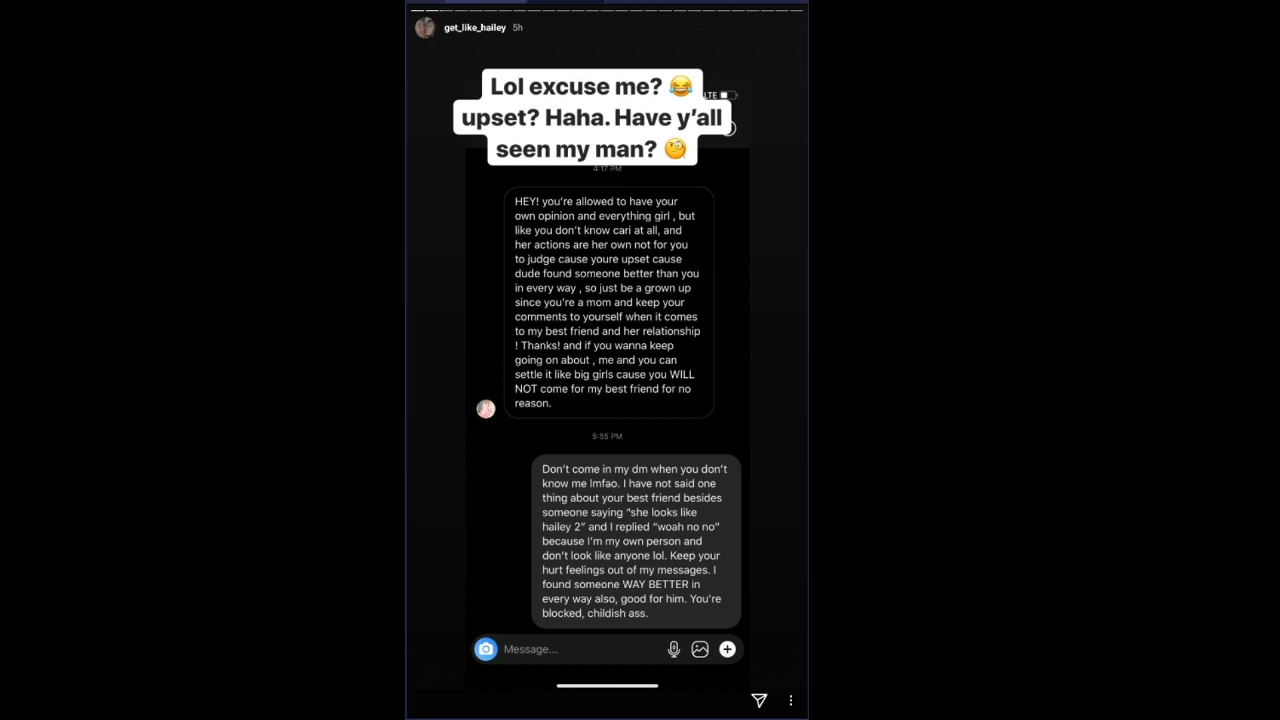 get_like_hailey 5h
Lol excuse me? 😂
upset? Haha. Have y'all
seen my man? 🧐
LTE
4:17 PM
HEY! you're allowed to have your
own opinion and everything girl , but
like you don't know cari at all, and
her actions are her own not for you
to judge cause youre upset cause
dude found someone better than you
in every way , so just be a grown up
since you're a mom and keep your
comments to yourself when it comes
to my best friend and her relationship
! Thanks! and if you wanna keep
going on about , me and you can
settle it like big girls cause you WILL
NOT come for my best friend for no
reason.
5:55 PM
Don't come in my dm when you don't
know me lmfao. I have not said one
thing about your best friend besides
someone saying “she looks like
hailey 2” and I replied “woah no no”
because I'm my own person and
don't look like anyone lol. Keep your
hurt feelings out of my messages. I
found someone WAY BETTER in
every way also, good for him. You're
blocked, childish ass.
Message...